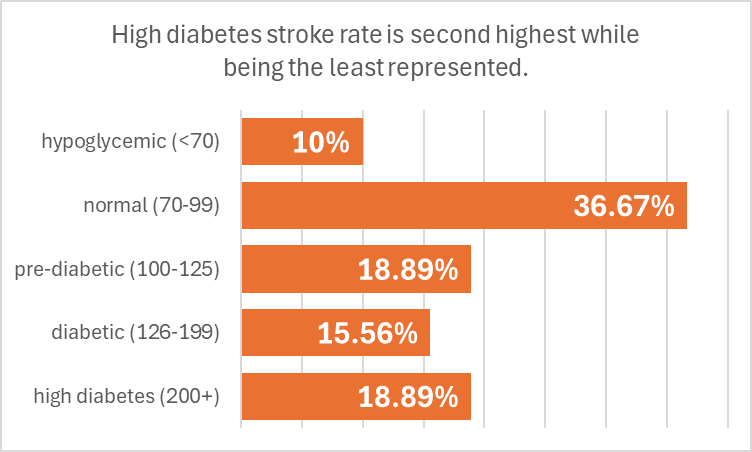 High diabetes stroke rate is second highest while
being the least represented.
hypoglycemic (<70)
10%
normal (70-99)
36.67%
pre-diabetic (100-125)
18.89%
diabetic (126-199)
15.56%
high diabetes (200+)
18.89%